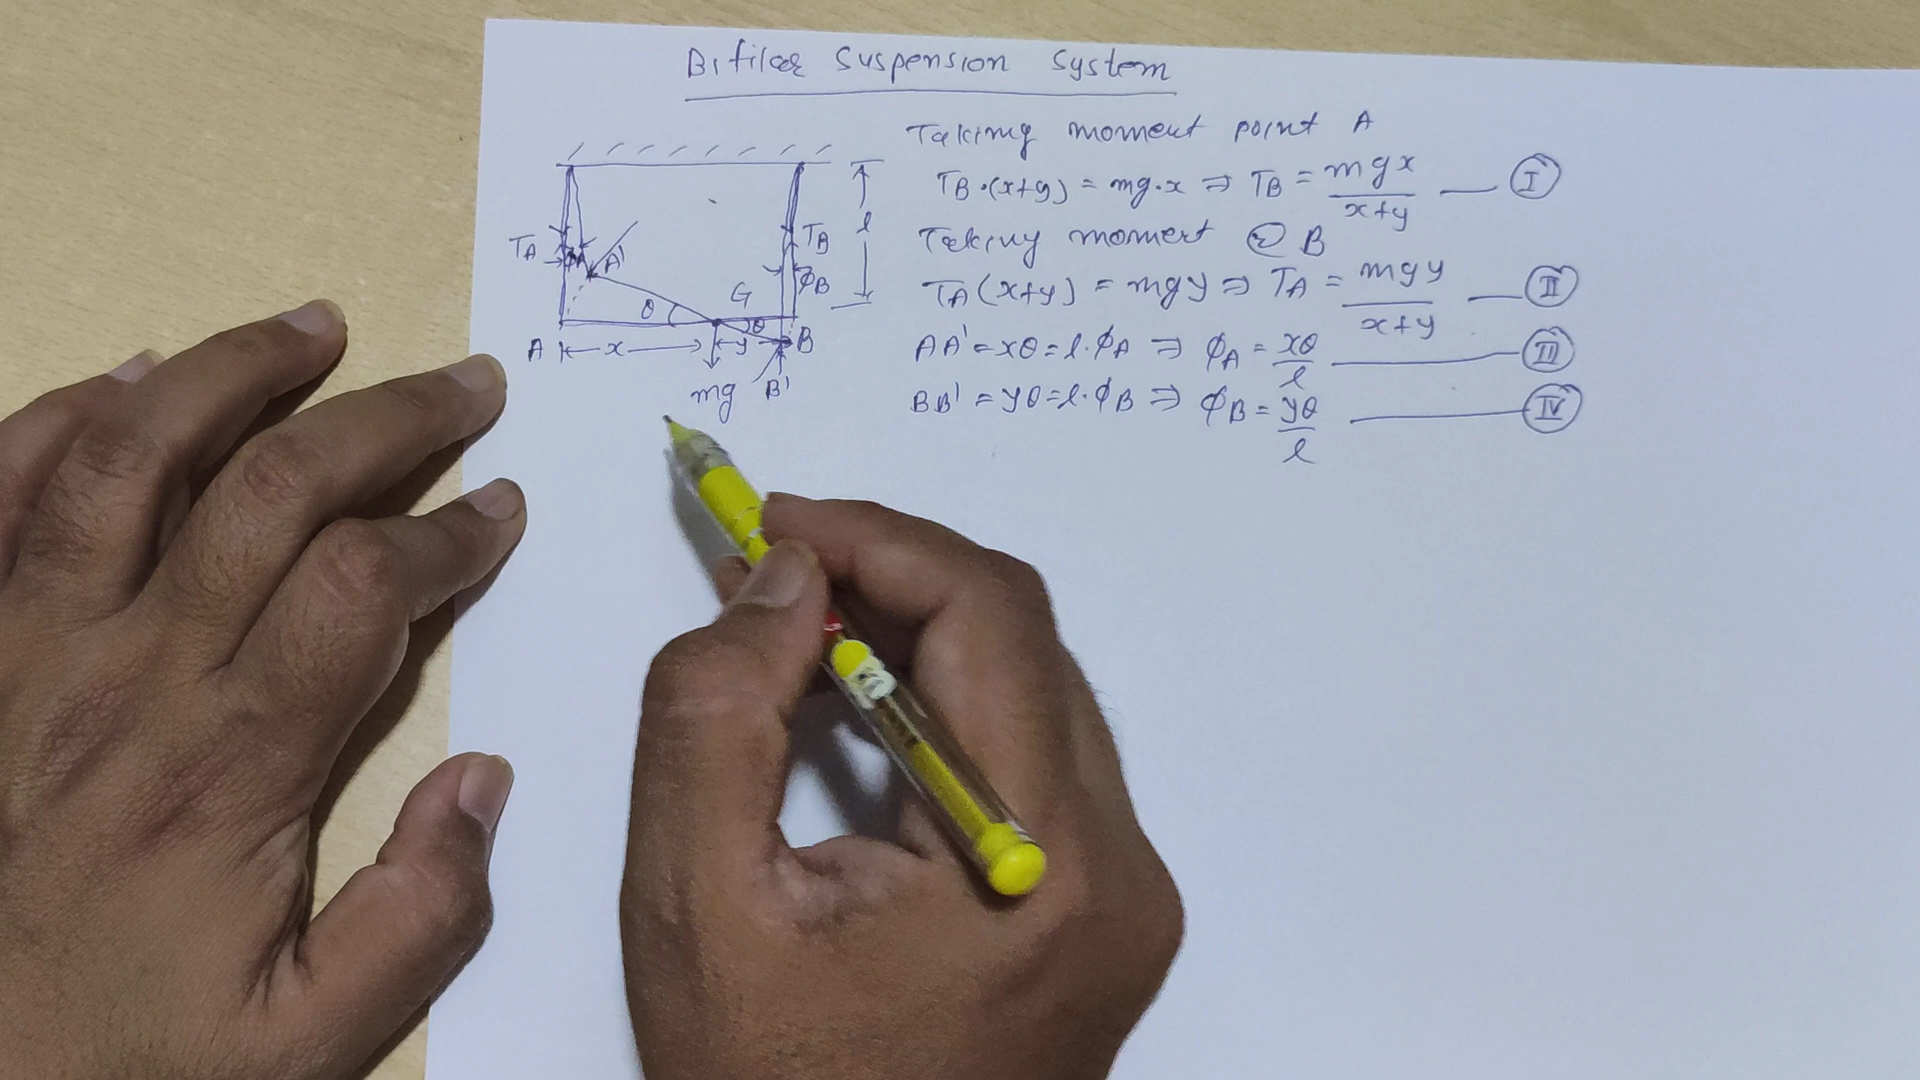 Bifilar Suspension System
Taking moment point A
TB·(x+y) = mg·x ⇒ TB = mgx/(x+y) — I
Taking moment @ B
TA(x+y) = mgy ⇒ TA = mgy/(x+y) — II
AA' = xθ = l·ϕA ⇒ ϕA = xθ/l — III
BB' = yθ = l·ϕB ⇒ ϕB = yθ/l — IV
TA
ϕA
A'
TB
l
ϕB
θ
G
θ
A
x
y
B
mg
B'